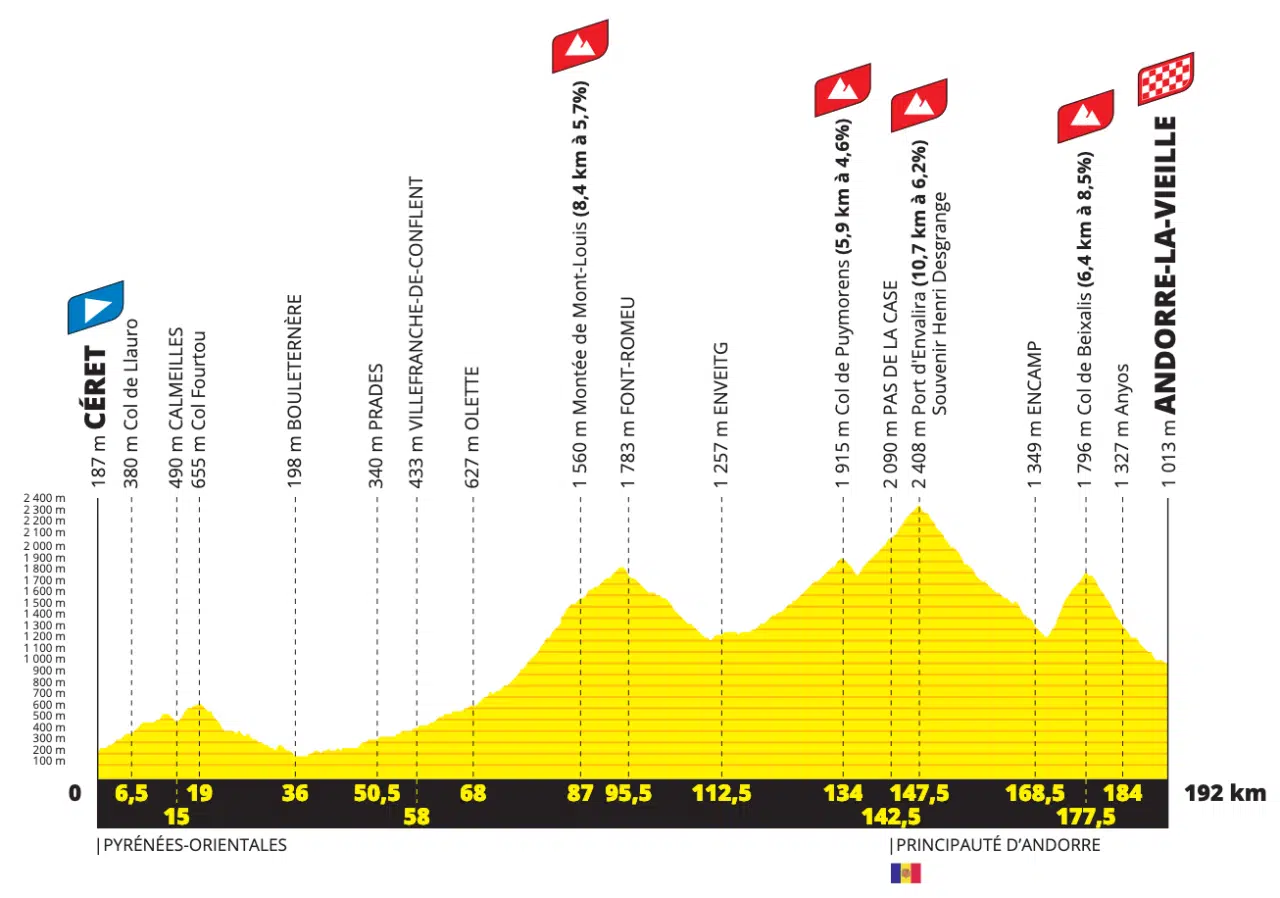 187 m CÉRET
380 m Col de Llauro
490 m CALMEILLES
655 m Col Fourtou
198 m BOULETERNÈRE
340 m PRADES
433 m VILLEFRANCHE-DE-CONFLENT
627 m OLETTE
1 560 m Montée de Mont-Louis (8,4 km à 5,7%)
1 783 m FONT-ROMEU
1 257 m ENVEITG
1 915 m Col de Puymorens (5,9 km à 4,6%)
2 090 m PAS DE LA CASE
2 408 m Port d'Envalira (10,7 km à 6,2%)
Souvenir Henri Desgrange
1 349 m ENCAMP
1 796 m Col de Beixalis (6,4 km à 8,5%)
1 327 m Anyos
1 013 m ANDORRE-LA-VIEILLE
2 400 m
2 300 m
2 200 m
2 100 m
2 000 m
1 900 m
1 800 m
1 700 m
1 600 m
1 500 m
1 400 m
1 300 m
1 200 m
1 100 m
1 000 m
900 m
800 m
700 m
600 m
500 m
400 m
300 m
200 m
100 m
0 6,5 19 36 50,5 68 87 95,5 112,5 134 147,5 168,5 184 192 km
15 58 142,5 177,5
PYRÉNÉES-ORIENTALES PRINCIPAUTÉ D'ANDORRE